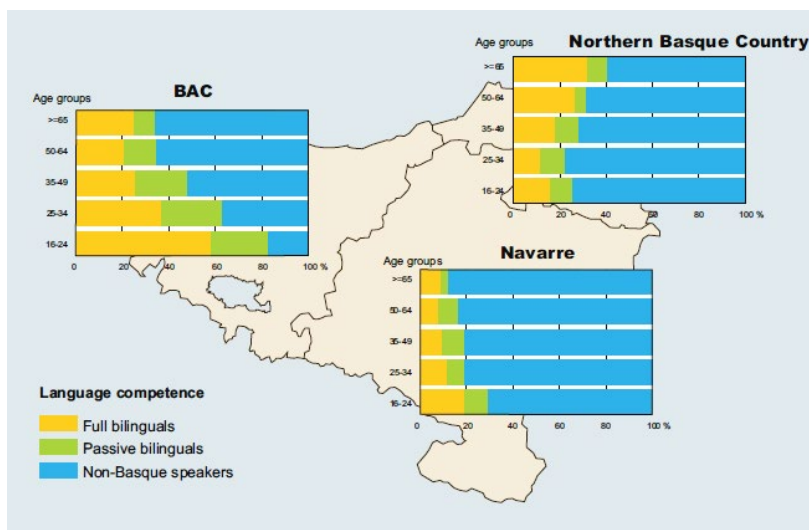 Northern Basque Country
Age groups
>=65
50-64
35-49
25-34
16-24
0 20 40 60 80 100 %
BAC
Age groups
>=65
50-64
35-49
25-34
16-24
0 20 40 60 80 100 %
Navarre
Age groups
>=65
50-64
35-49
25-34
16-24
0 20 40 60 80 100 %
Language competence
Full bilinguals
Passive bilinguals
Non-Basque speakers